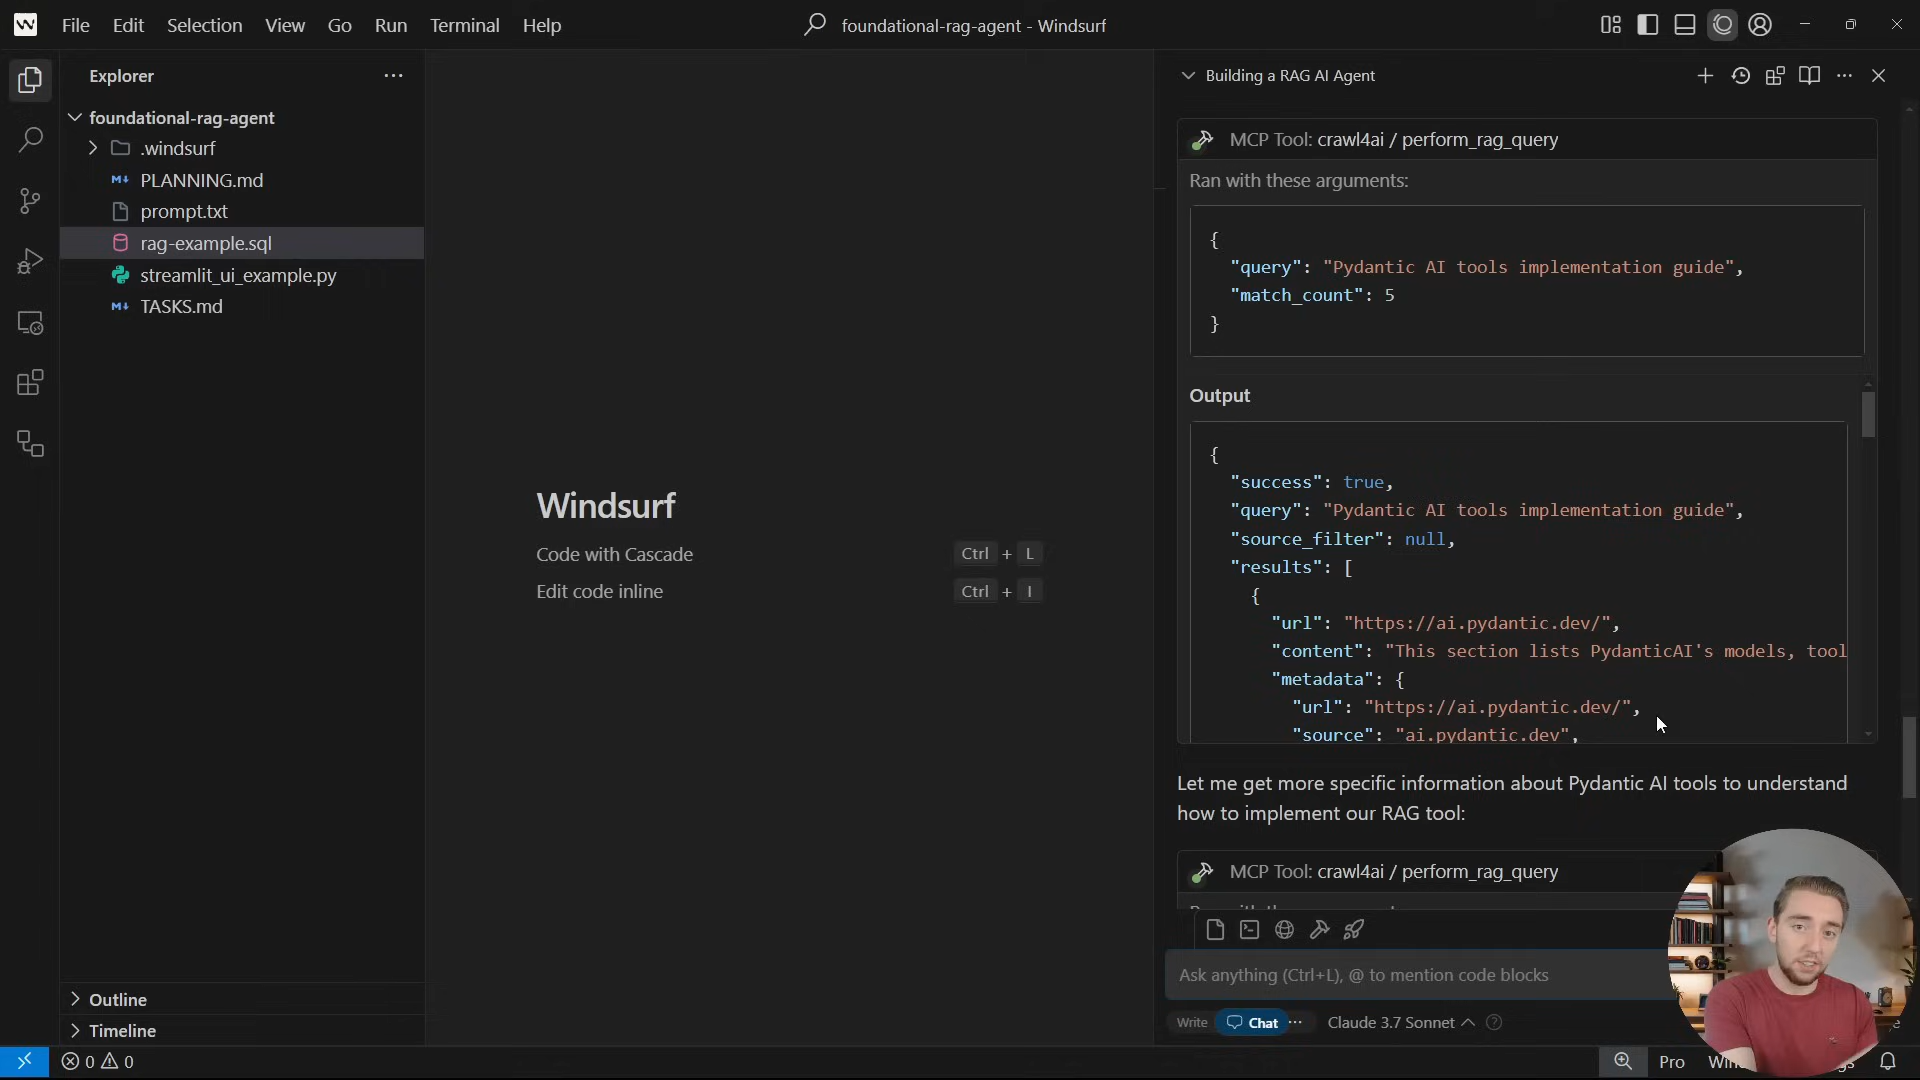 File Edit Selection View Go Run Terminal Help
foundational-rag-agent - Windsurf
Explorer
foundational-rag-agent
.windsurf
PLANNING.md
prompt.txt
rag-example.sql
streamlit_ui_example.py
TASKS.md
Outline
Timeline
Windsurf
Code with Cascade Ctrl + L
Edit code inline Ctrl + I
Building a RAG AI Agent
MCP Tool: crawl4ai / perform_rag_query
Ran with these arguments:
{
"query": "Pydantic AI tools implementation guide",
"match_count": 5
}
Output
{
"success": true,
"query": "Pydantic AI tools implementation guide",
"source_filter": null,
"results": [
{
"url": "https://ai.pydantic.dev/",
"content": "This section lists PydanticAI's models, tool
"metadata": {
"url": "https://ai.pydantic.dev/",
"source": "ai.pydantic.dev",
Let me get more specific information about Pydantic AI tools to understand
how to implement our RAG tool:
MCP Tool: crawl4ai / perform_rag_query
Ask anything (Ctrl+L), @ to mention code blocks
Write Chat ... Claude 3.7 Sonnet
0 0
Pro